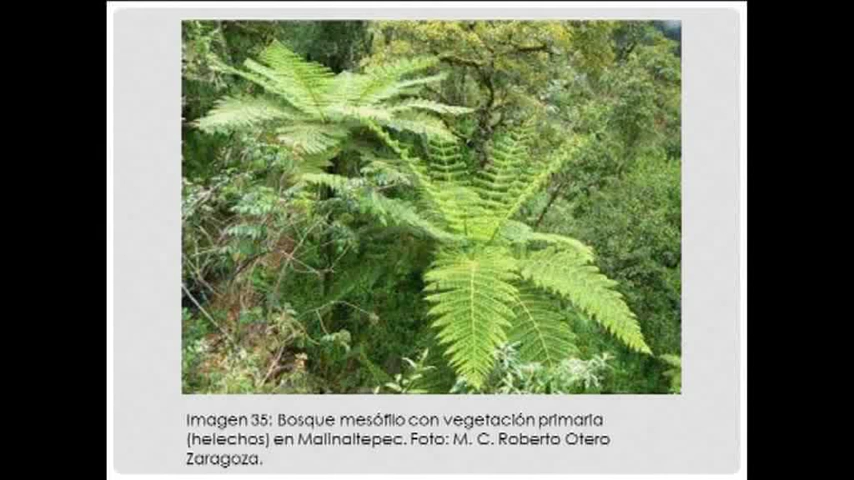 Imagen 35: Bosque mesófilo con vegetación primaria
(helechos) en Malinaltepec. Foto: M. C. Roberto Otero
Zaragoza.